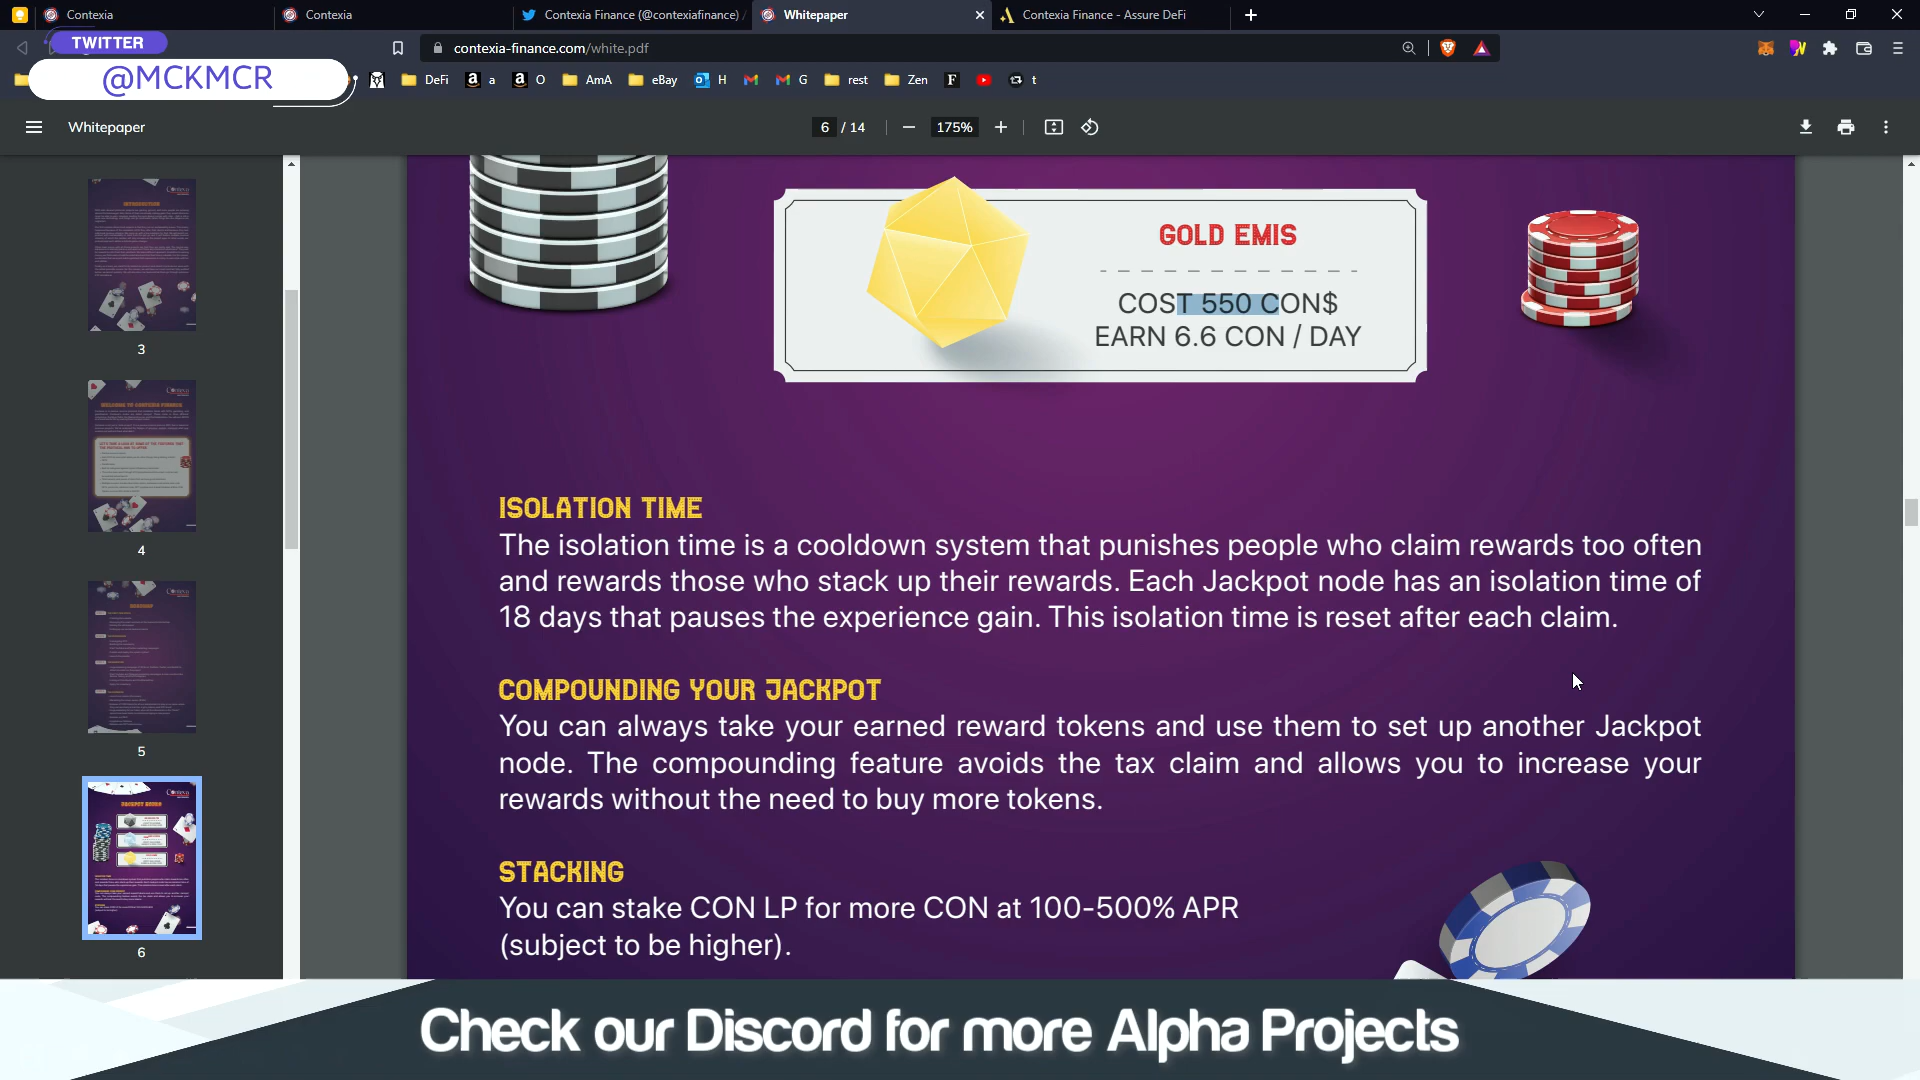 Contexia
Contexia
Contexia Finance (@contexiafinance) /
Whitepaper
Contexia Finance - Assure DeFi
TWITTER
@MCKMCR
contexia-finance.com/white.pdf
DeFi
a
O
AmA
eBay
H
G
rest
Zen
F
t
Whitepaper
6 / 14
175%
3
4
5
6
GOLD EMIS
COST 550 CON$
EARN 6.6 CON / DAY
ISOLATION TIME
The isolation time is a cooldown system that punishes people who claim rewards too often
and rewards those who stack up their rewards. Each Jackpot node has an isolation time of
18 days that pauses the experience gain. This isolation time is reset after each claim.
COMPOUNDING YOUR JACKPOT
You can always take your earned reward tokens and use them to set up another Jackpot
node. The compounding feature avoids the tax claim and allows you to increase your
rewards without the need to buy more tokens.
STACKING
You can stake CON LP for more CON at 100-500% APR
(subject to be higher).
Check our Discord for more Alpha Projects